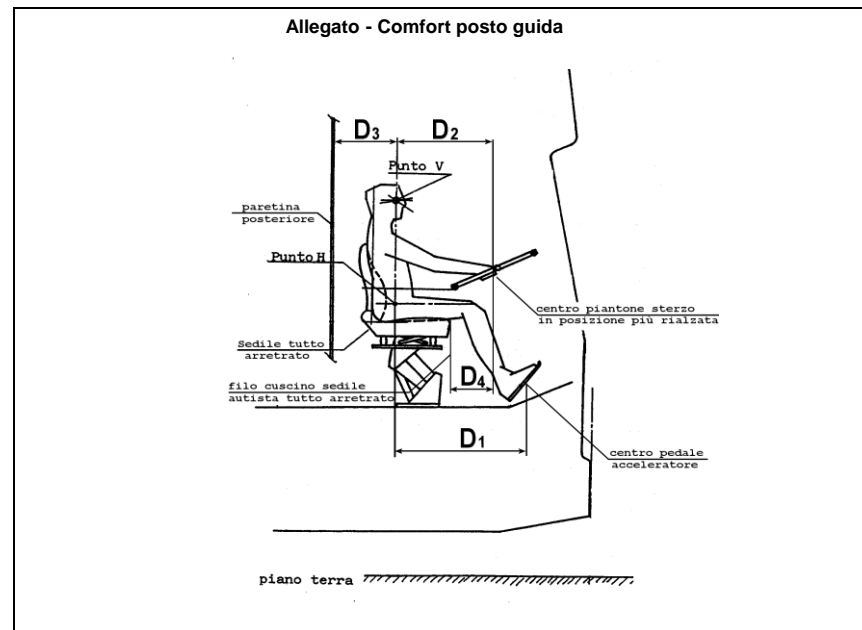 Allegato - Comfort posto guida
D3
D2
Punto V
paretina
posteriore
Punto H
centro piantone sterzo
in posizione più rialzata
Sedile tutto
arretrato
D4
filo cuscino sedile
autista tutto arretrato
D1
centro pedale
acceleratore
piano terra